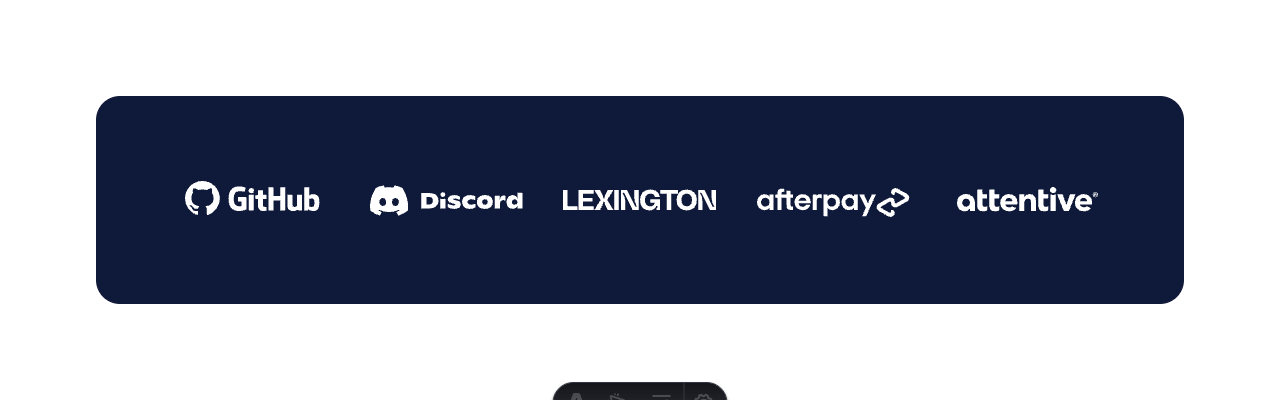 GitHub
Discord
LEXINGTON
afterpay
attentive®